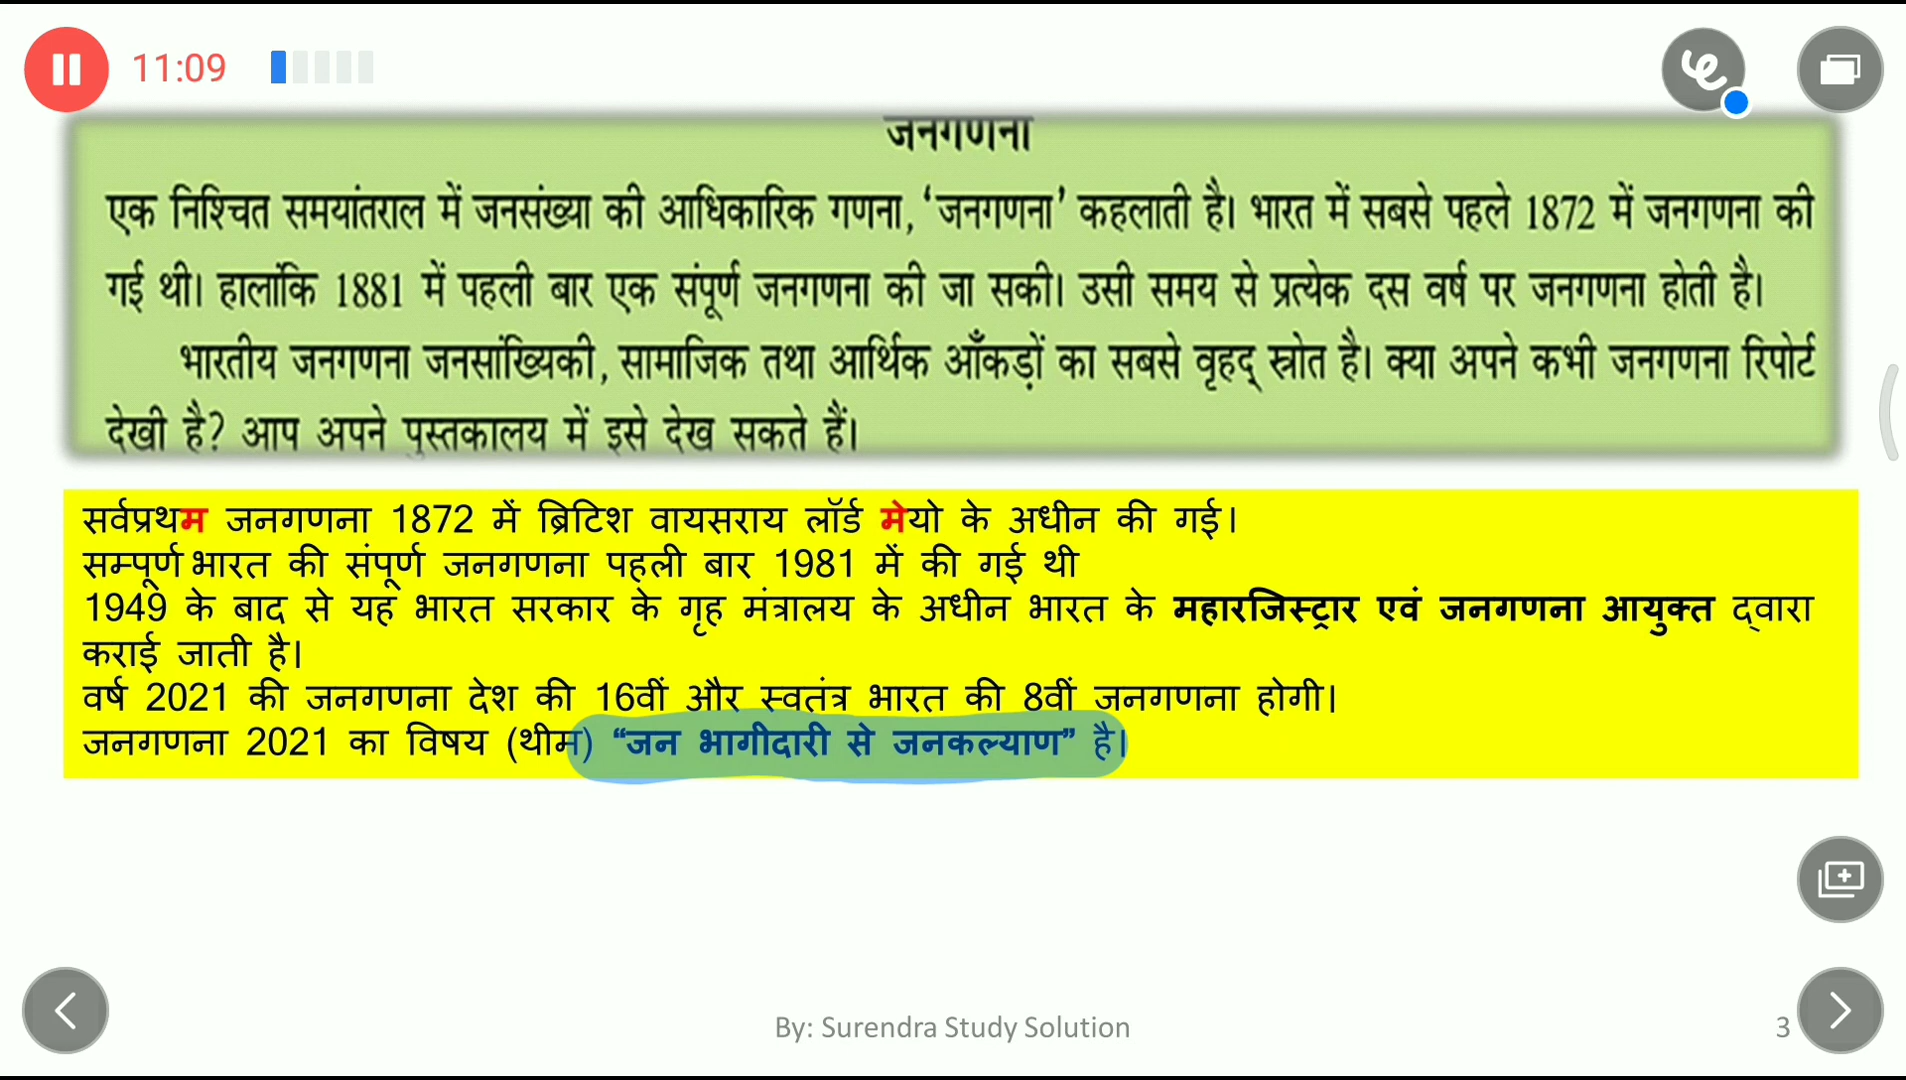 11:09
जनगणना
एक निश्चित समयांतराल में जनसंख्या की आधिकारिक गणना, ‘जनगणना’ कहलाती है। भारत में सबसे पहले 1872 में जनगणना की
गई थी। हालांकि 1881 में पहली बार एक संपूर्ण जनगणना की जा सकी। उसी समय से प्रत्येक दस वर्ष पर जनगणना होती है।
भारतीय जनगणना जनसांख्यिकी, सामाजिक तथा आर्थिक आँकड़ों का सबसे वृहद् स्रोत है। क्या अपने कभी जनगणना रिपोर्ट
देखी है? आप अपने पुस्तकालय में इसे देख सकते हैं।
सर्वप्रथम जनगणना 1872 में ब्रिटिश वायसराय लॉर्ड मेयो के अधीन की गई।
सम्पूर्ण भारत की संपूर्ण जनगणना पहली बार 1981 में की गई थी
1949 के बाद से यह भारत सरकार के गृह मंत्रालय के अधीन भारत के महारजिस्ट्रार एवं जनगणना आयुक्त द्वारा
कराई जाती है।
वर्ष 2021 की जनगणना देश की 16वीं और स्वतंत्र भारत की 8वीं जनगणना होगी।
जनगणना 2021 का विषय (थीम) “जन भागीदारी से जनकल्याण” है।
By: Surendra Study Solution
3